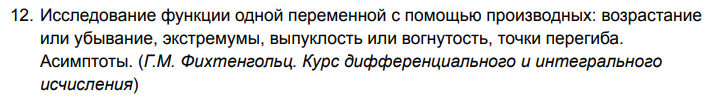 12. Исследование функции одной переменной с помощью производных: возрастание
или убывание, экстремумы, выпуклость или вогнутость, точки перегиба.
Асимптоты. (Г.М. Фихтенгольц. Курс дифференциального и интегрального
исчисления)